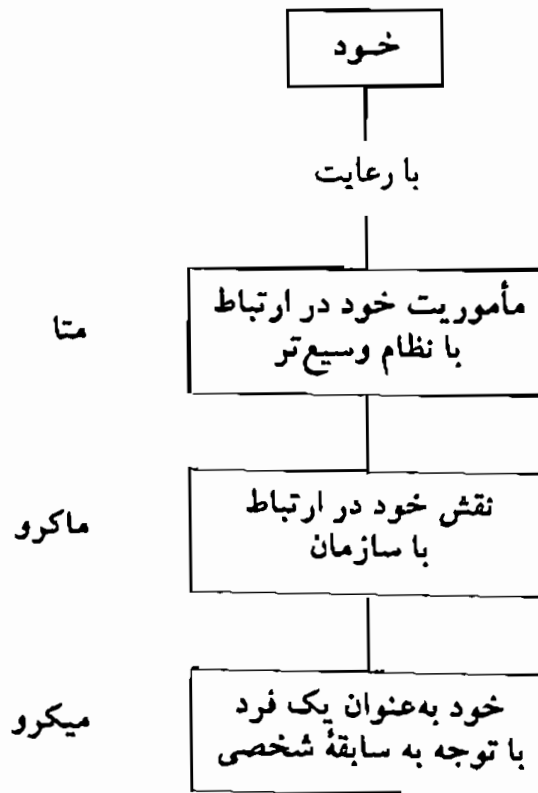 خود
با رعایت
مأموریت خود در ارتباط
با نظام وسیع‌تر
متا
نقش خود در ارتباط
با سازمان
ماکرو
خود به‌عنوان یک فرد
با توجه به سابقهٔ شخصی
میکرو